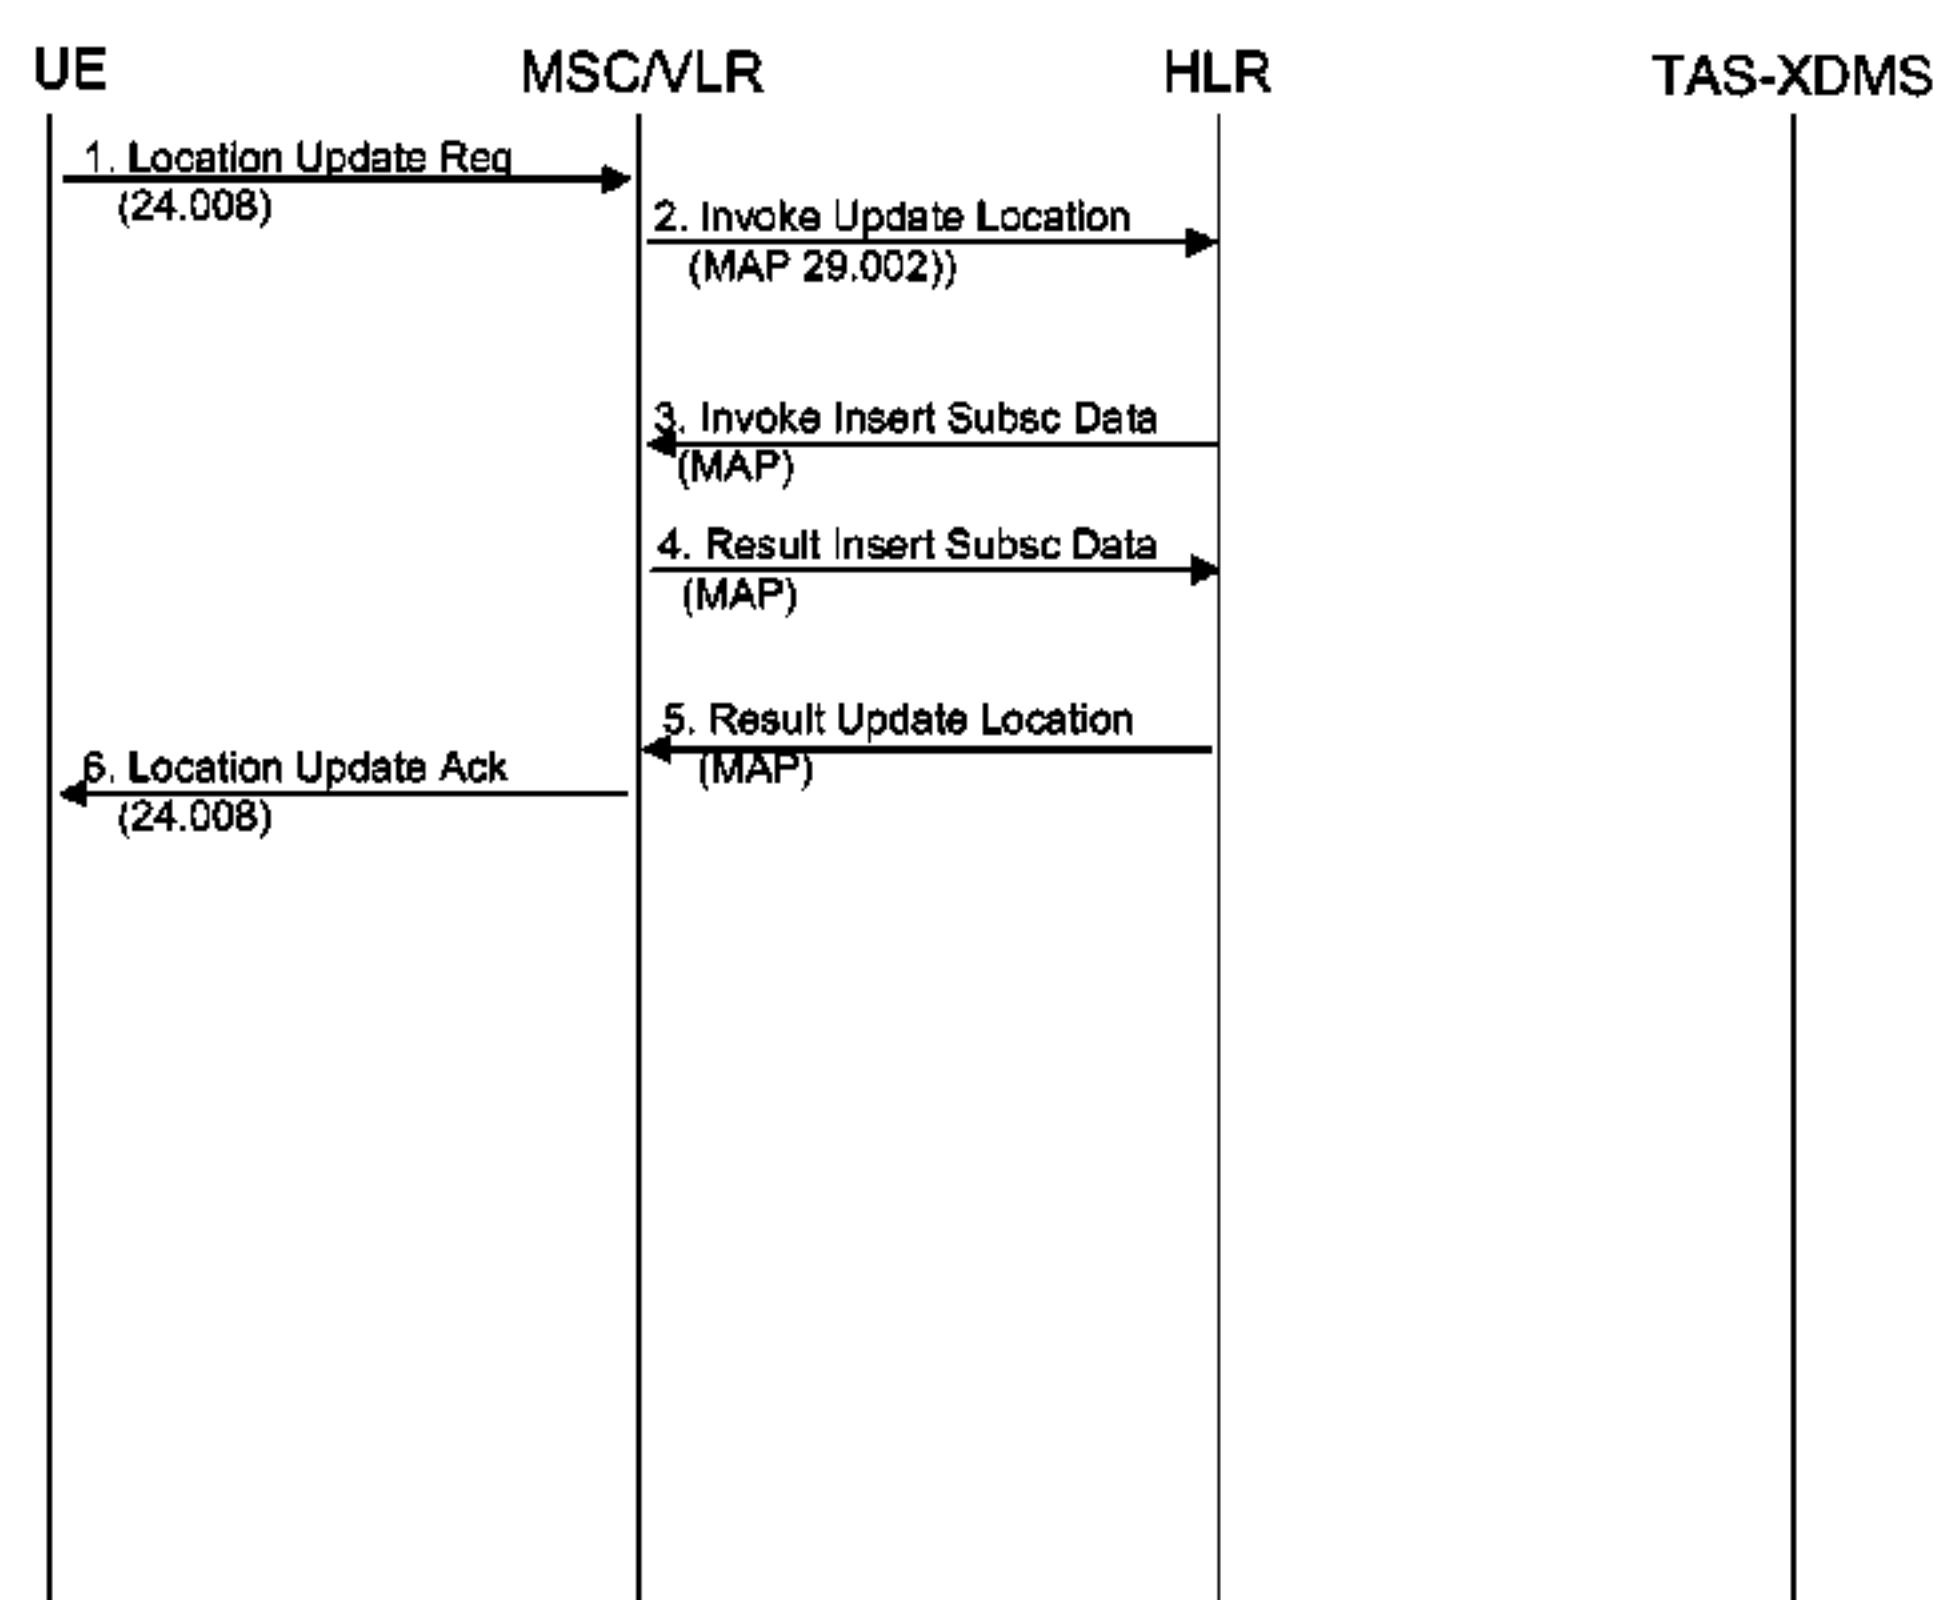 UE
MSC/VLR
HLR
TAS-XDMS
1. Location Update Req
(24.008)
2. Invoke Update Location
(MAP 29.002))
3. Invoke Insert Subsc Data
(MAP)
4. Result Insert Subsc Data
(MAP)
5. Result Update Location
(MAP)
6. Location Update Ack
(24.008)